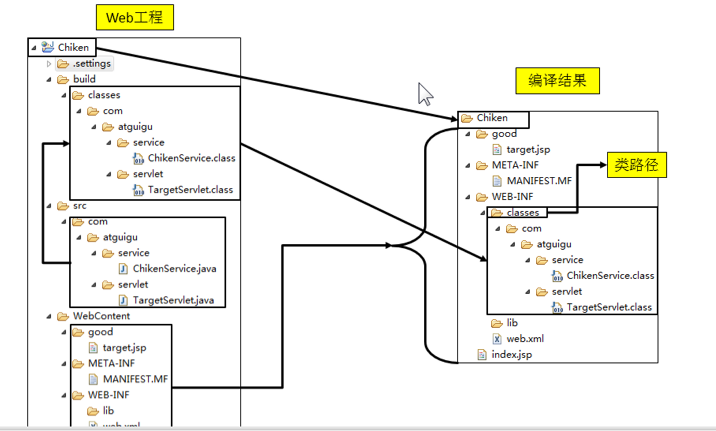 Web工程
Chiken
.settings
build
classes
com
atguigu
service
ChikenService.class
servlet
TargetServlet.class
src
com
atguigu
service
ChikenService.java
servlet
TargetServlet.java
WebContent
good
target.jsp
META-INF
MANIFEST.MF
WEB-INF
lib
web.xml
编译结果
Chiken
good
target.jsp
META-INF
MANIFEST.MF
WEB-INF
类路径
classes
com
atguigu
service
ChikenService.class
servlet
TargetServlet.class
lib
web.xml
index.jsp